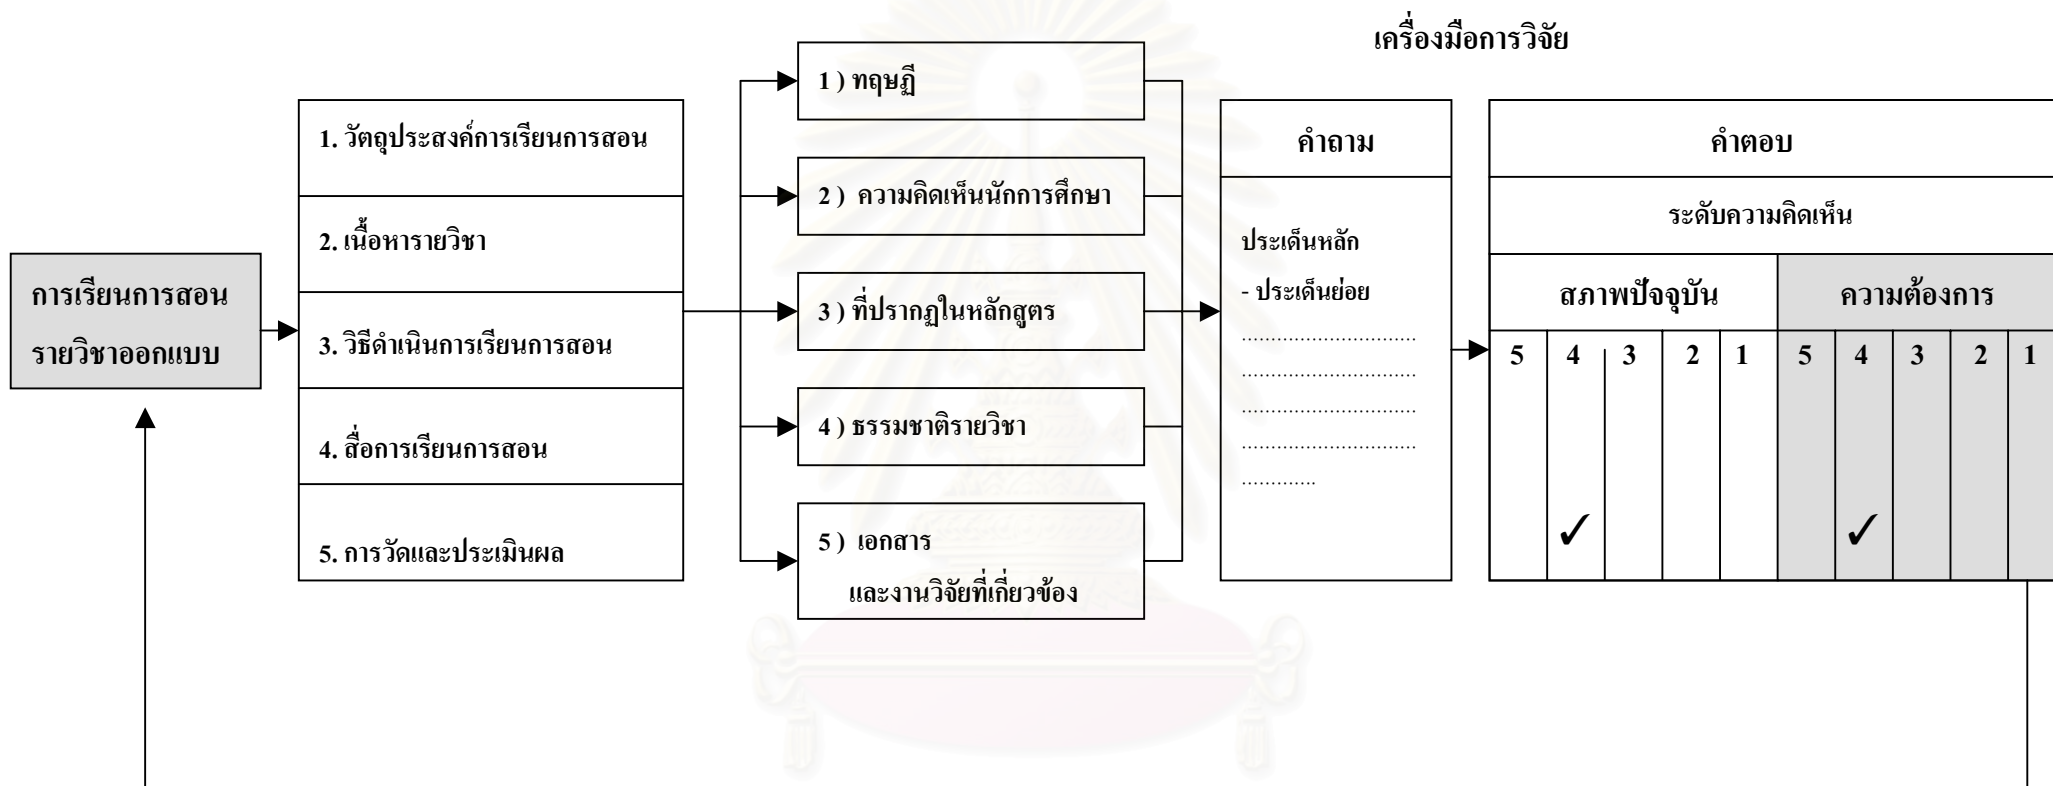 เครื่องมือการวิจัย
การเรียนการสอน
รายวิชาออกแบบ
1. วัตถุประสงค์การเรียนการสอน
2. เนื้อหารายวิชา
3. วิธีดำเนินการเรียนการสอน
4. สื่อการเรียนการสอน
5. การวัดและประเมินผล
1 ) ทฤษฎี
2 ) ความคิดเห็นนักการศึกษา
3 ) ที่ปรากฏในหลักสูตร
4 ) ธรรมชาติรายวิชา
5 ) เอกสาร
และงานวิจัยที่เกี่ยวข้อง
คำถาม
ประเด็นหลัก
- ประเด็นย่อย
..............................
..............................
..............................
..............................
.............
คำตอบ
ระดับความคิดเห็น
สภาพปัจจุบัน ความต้องการ
5 4 3 2 1 5 4 3 2 1
✓ ✓